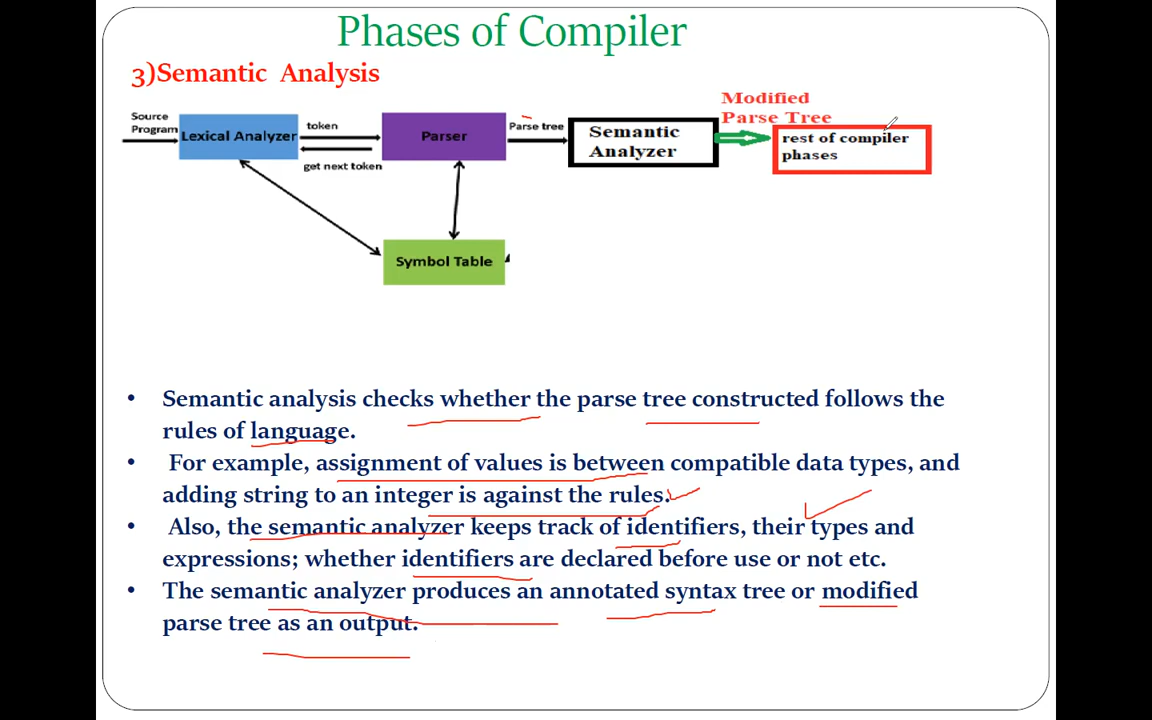 Phases of Compiler
3)Semantic Analysis
Source
Program
Lexical Analyzer
token
get next token
Parser
Parse tree
Semantic
Analyzer
Modified
Parse Tree
rest of compiler
phases
Symbol Table
• Semantic analysis checks whether the parse tree constructed follows the
rules of language.
• For example, assignment of values is between compatible data types, and
adding string to an integer is against the rules.
• Also, the semantic analyzer keeps track of identifiers, their types and
expressions; whether identifiers are declared before use or not etc.
• The semantic analyzer produces an annotated syntax tree or modified
parse tree as an output.